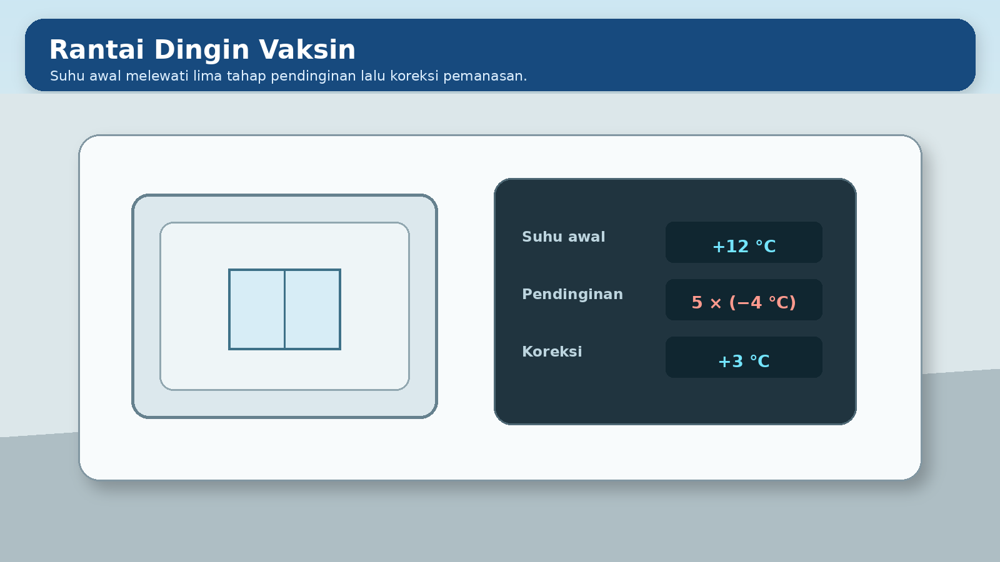 Rantai Dingin Vaksin
Suhu awal melewati lima tahap pendinginan lalu koreksi pemanasan.
Suhu awal
+12 °C
Pendinginan
5 × (−4 °C)
Koreksi
+3 °C